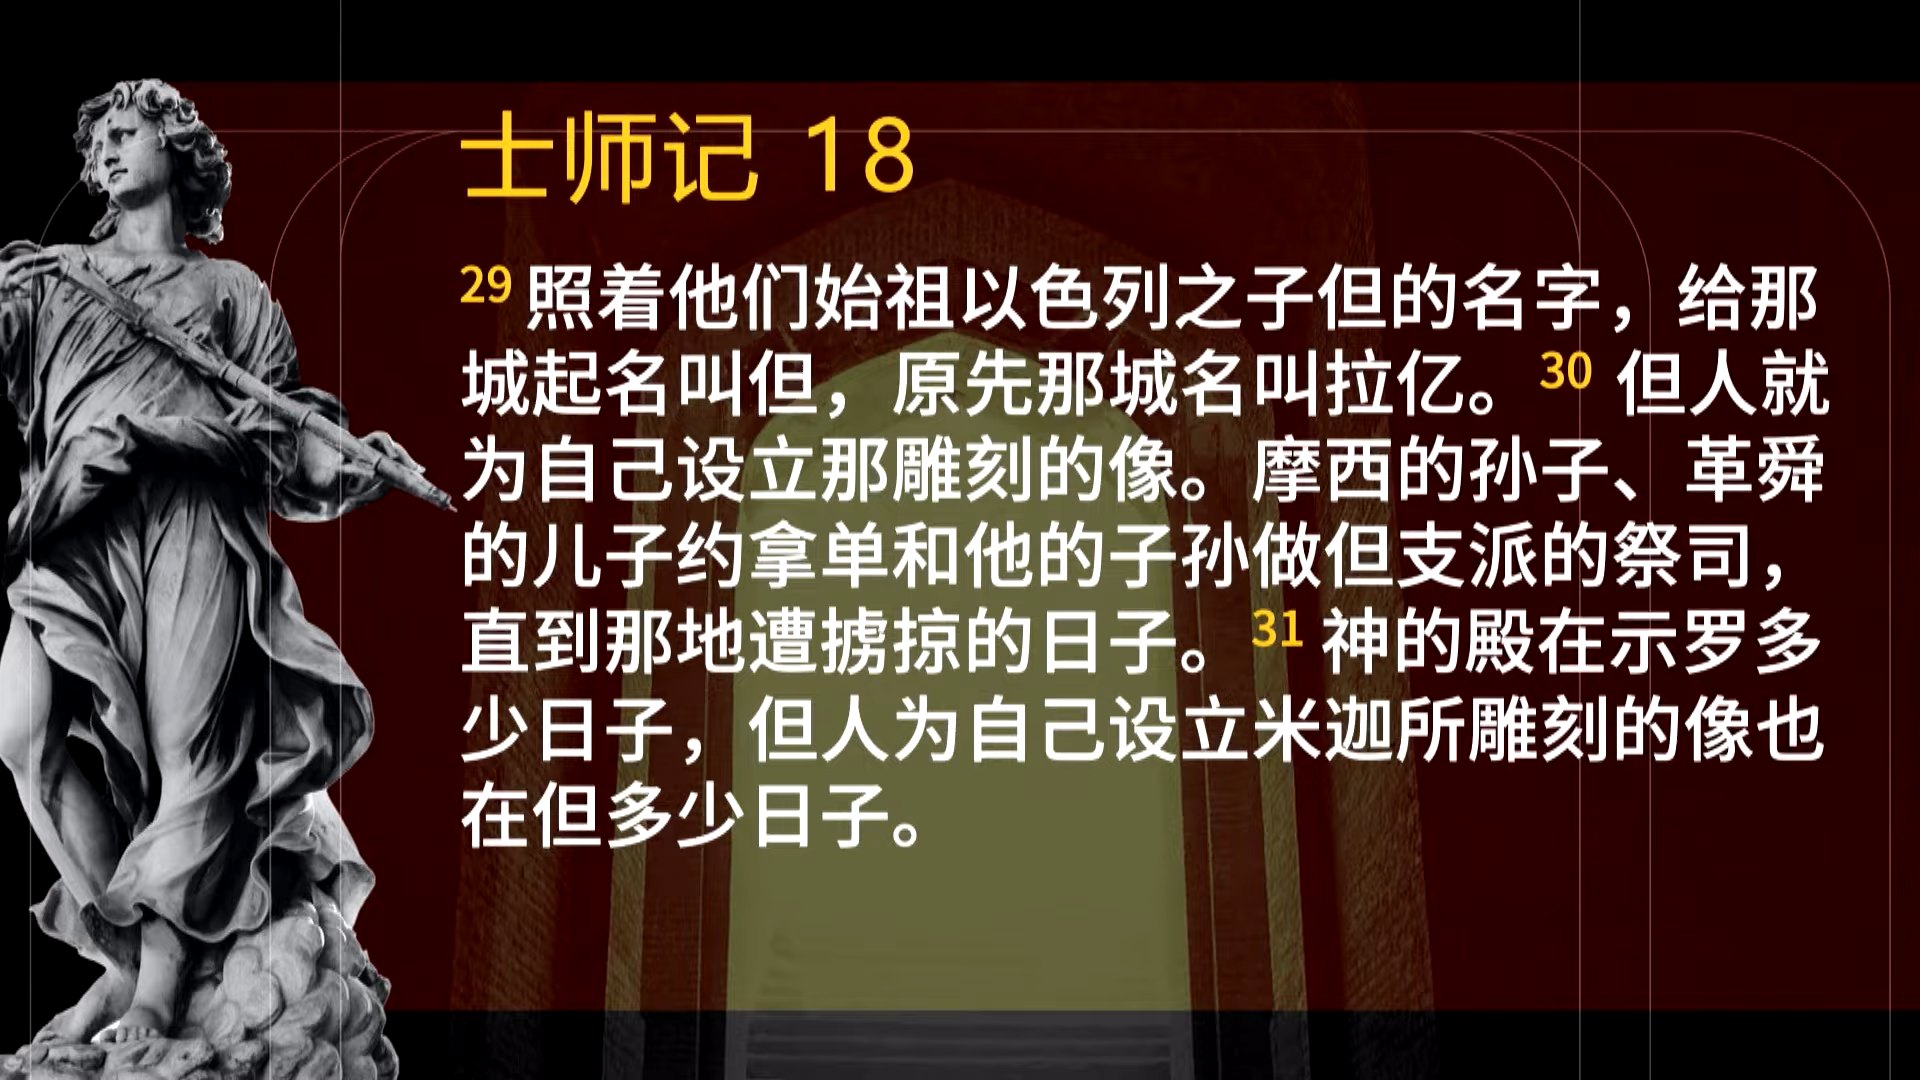 士师记 18
29 照着他们始祖以色列之子但的名字，给那
城起名叫但，原先那城名叫拉亿。30 但人就
为自己设立那雕刻的像。摩西的孙子、革舜
的儿子约拿单和他的子孙做但支派的祭司，
直到那地遭掳掠的日子。31 神的殿在示罗多
少日子，但人为自己设立米迦所雕刻的像也
在但多少日子。